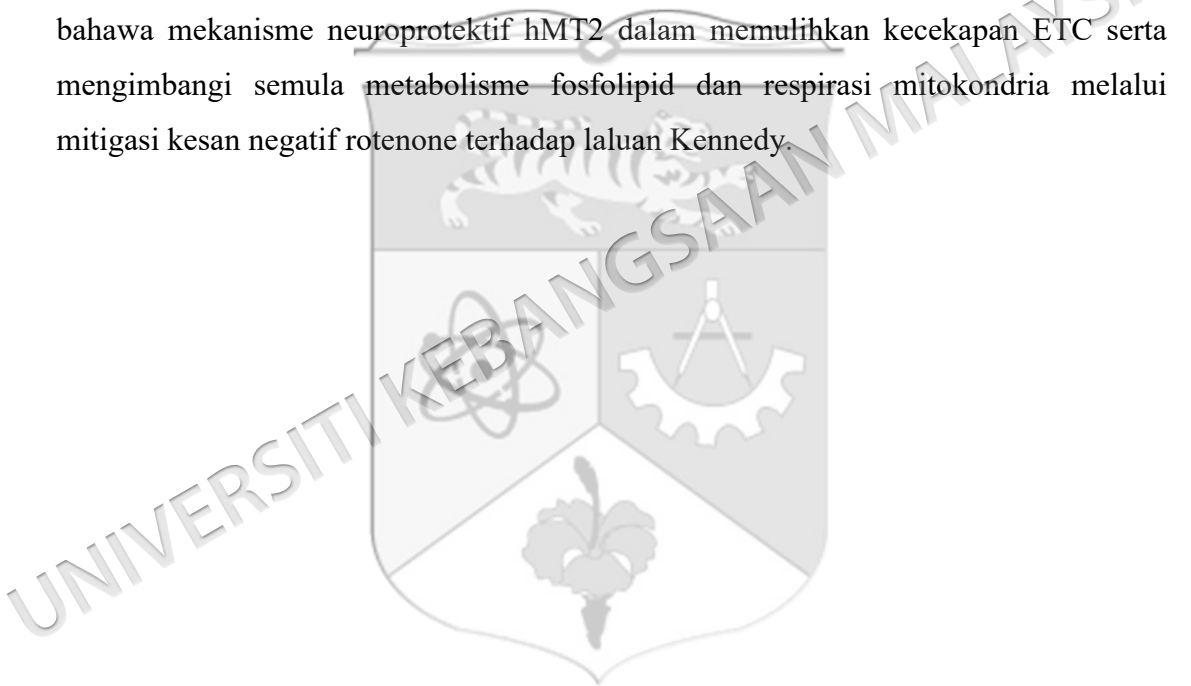 bahawa mekanisme neuroprotektif hMT2 dalam memulihkan kecekapan ETC serta
mengimbangi semula metabolisme fosfolipid dan respirasi mitokondria melalui
mitigasi kesan negatif rotenone terhadap laluan Kennedy.
UNIVERSITI KEBANGSAAN MALAYSI